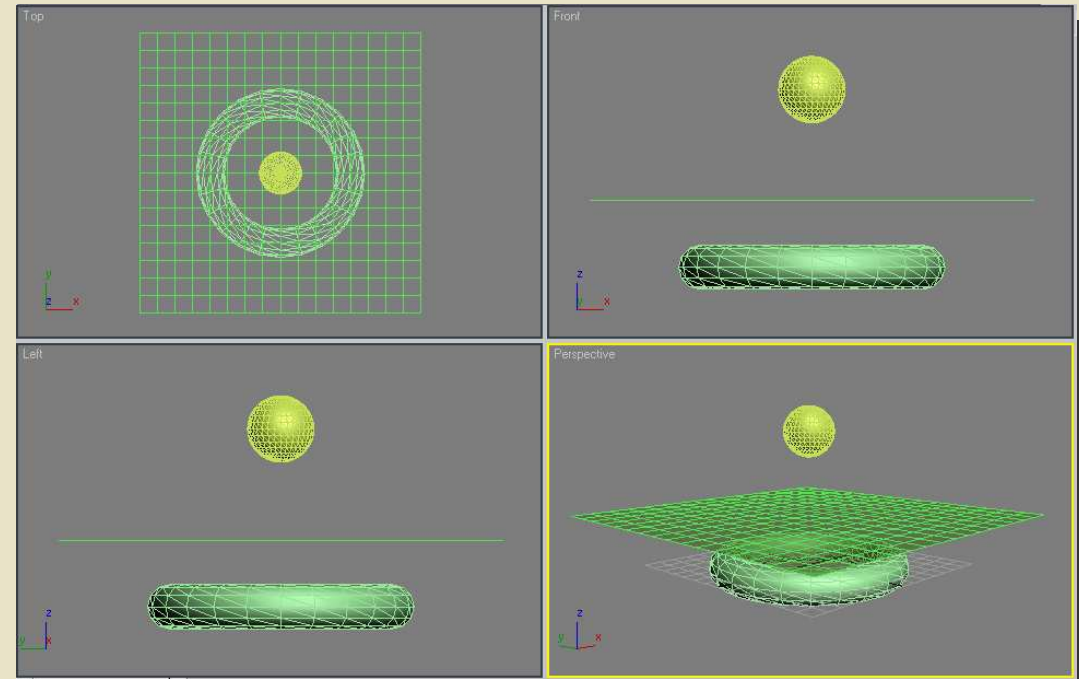 Top
y
z x
Front
z
y x
Left
z
y x
Perspective
z
y x